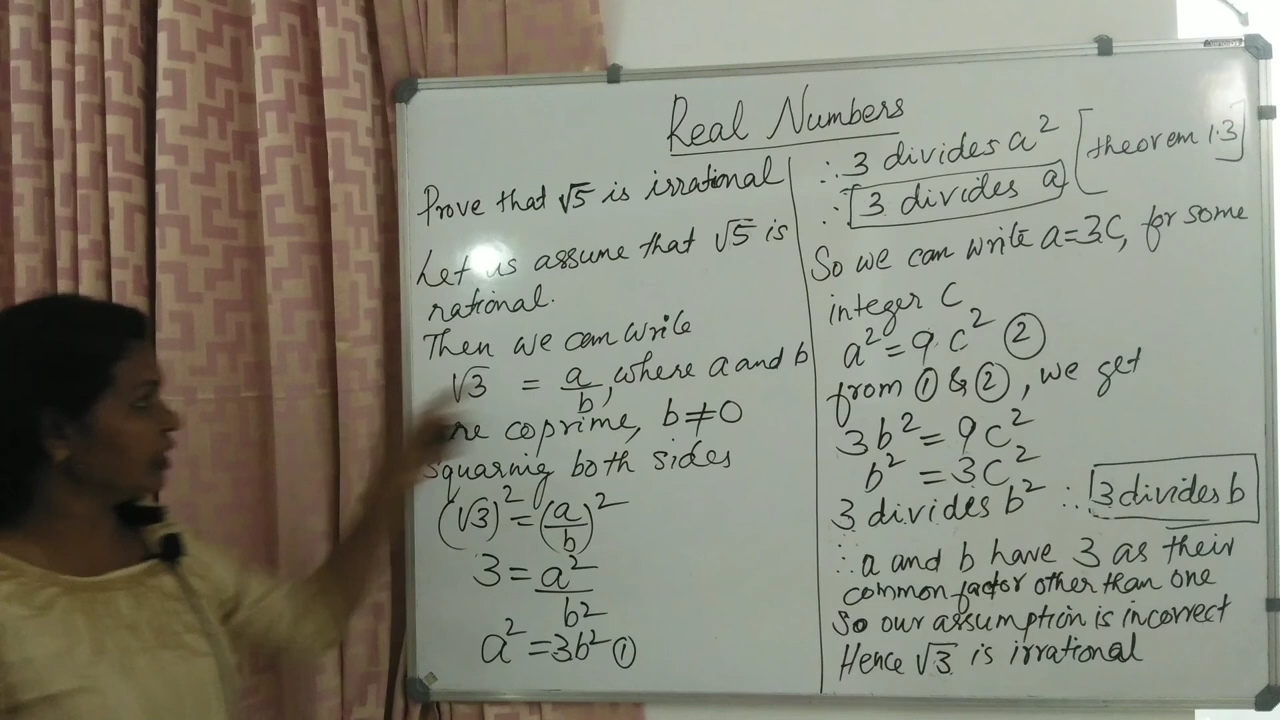 Real Numbers
Prove that √5 is irrational
Let us assume that √5 is
rational.
Then we can write
√3 = a/b, where a and b
are coprime, b≠0
Squaring both sides
(√3)² = (a/b)²
3 = a²/b²
a² = 3b² ①
∴ 3 divides a² [theorem 1.3]
∴ 3 divides a
So we can write a=3C, for some
integer C
a² = 9c² ②
from ① & ②, we get
3b² = 9c²
b² = 3c²
3 divides b² ∴ 3 divides b
∴ a and b have 3 as their
common factor other than one
So our assumption is incorrect
Hence √3 is irrational